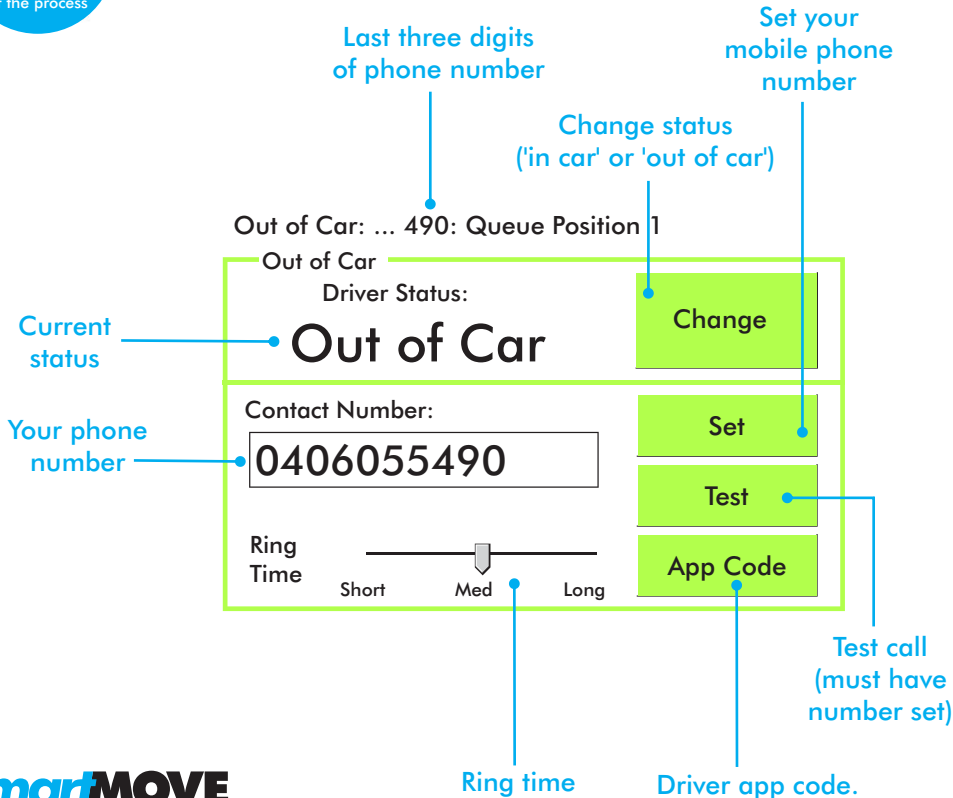 the process
Last three digits
of phone number
Set your
mobile phone
number
Change status
('in car' or 'out of car')
Out of Car: ... 490: Queue Position 1
Out of Car
Driver Status:
Out of Car
Change
Current
status
Contact Number:
0406055490
Your phone
number
Set
Test
Ring
Time
Short Med Long
App Code
Test call
(must have
number set)
Ring time
Driver app code.
martMOVE